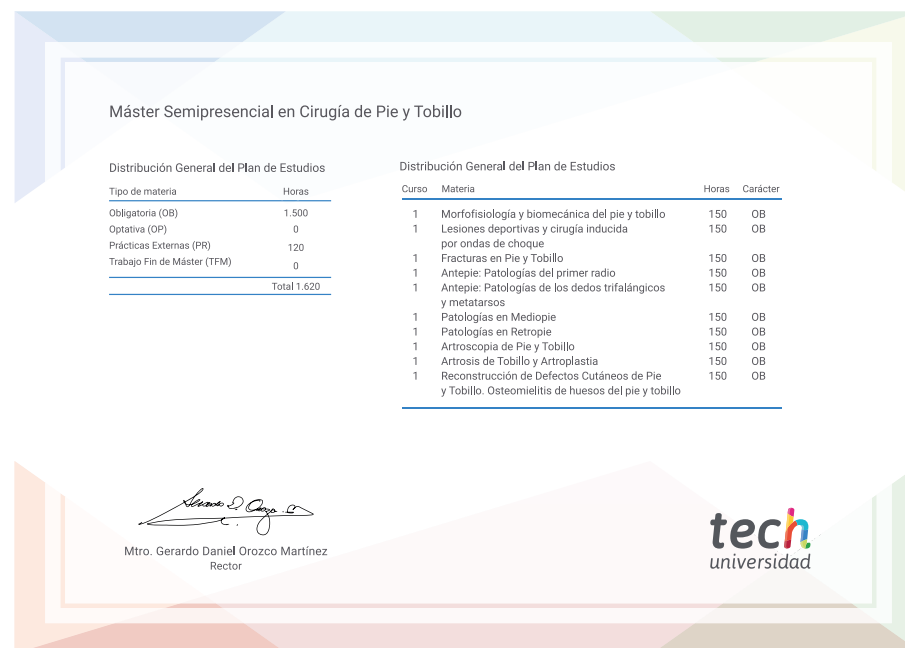 Máster Semipresencial en Cirugía de Pie y Tobillo
Distribución General del Plan de Estudios
Tipo de materia Horas
Obligatoria (OB) 1.500
Optativa (OP) 0
Prácticas Externas (PR) 120
Trabajo Fin de Máster (TFM) 0
Total 1.620
Distribución General del Plan de Estudios
Curso Materia Horas Carácter
1 Morfofisiología y biomecánica del pie y tobillo 150 OB
1 Lesiones deportivas y cirugía inducida 150 OB
por ondas de choque
1 Fracturas en Pie y Tobillo 150 OB
1 Antepie: Patologías del primer radio 150 OB
1 Antepie: Patologías de los dedos trifalángicos 150 OB
y metatarsos
1 Patologías en Mediopie 150 OB
1 Patologías en Retropie 150 OB
1 Artroscopia de Pie y Tobillo 150 OB
1 Artrosis de Tobillo y Artroplastia 150 OB
1 Reconstrucción de Defectos Cutáneos de Pie 150 OB
y Tobillo. Osteomielitis de huesos del pie y tobillo
Mtro. Gerardo Daniel Orozco Martínez
Rector
tech
universidad